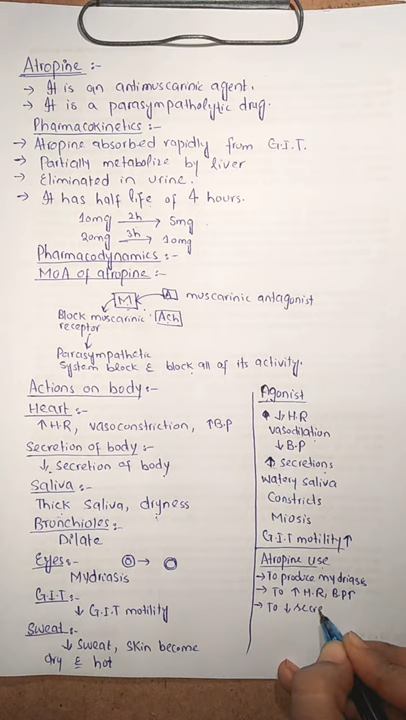 Atropine :-
→ It is an antimuscarinic agent.
→ It is a parasympatholytic drug.
Pharmacokinetics :-
→ Atropine absorbed rapidly from G.I.T.
→ Partially metabolize by liver
→ Eliminated in urine.
→ It has half life of 4 hours.
10mg 2h → 5mg
20mg 3h → 10mg
Pharmacodynamics :-
MOA of atropine :-
M ← A muscarinic antagonist
Block muscarinic receptor
Ach
Parasympathetic
System block & block all of its activity.
Actions on body :-
Heart :-
↑ H.R, vasoconstriction, ↑B.P
Secretion of body :-
↓ secretion of body
Saliva :-
Thick saliva, dryness
Bronchioles :-
Dilate
Eyes :-
Mydriasis
G.I.T :-
↓ G.I.T motility
Sweat :-
↓ sweat, skin become
dry & hot
Agonist
↓ H.R
vasodilation
↓ B.P
↑ secretions
watery saliva
Constricts
Miosis
G.I.T motility ↑
Atropine use
→ To produce mydriasis
→ To ↑ H.R, B.P↑
→ To ↓ secre